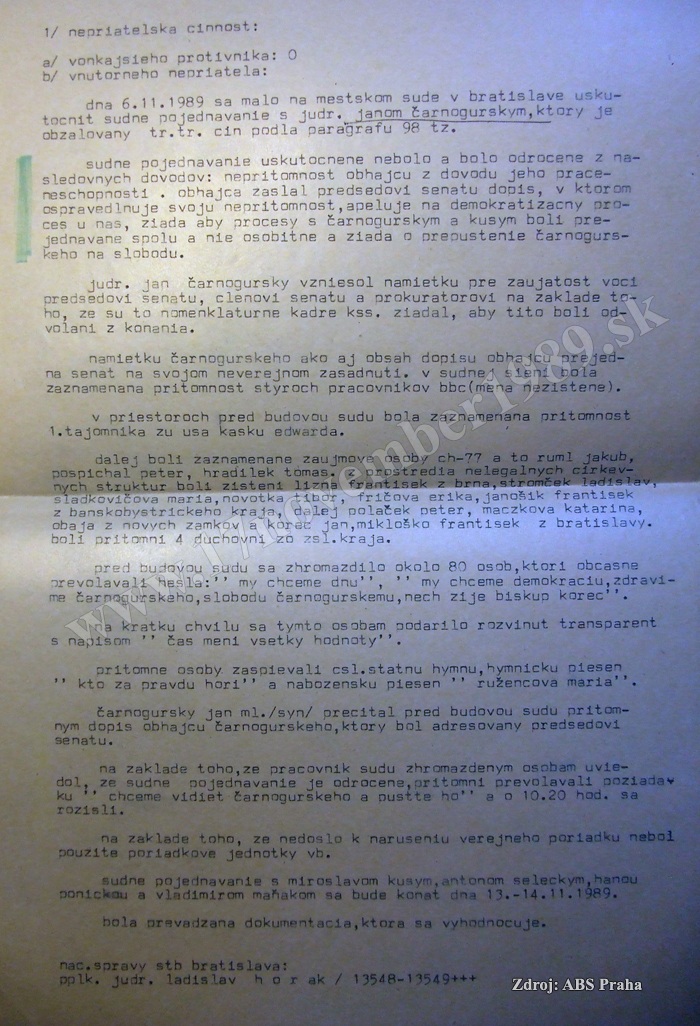 1/ nepriatelska cinnost:
a/ vonkajsieho protivnika: O
b/ vnutorneho nepriatela:
dna 6.11.1989 sa malo na mestskom sude v bratislave usku-
tocnit sudne pojednavanie s judr. janom čarnogurskym,ktory je
obzalovany tr.tr. cin podla paragrafu 98 tz.
sudne pojednavanie uskutocnene nebolo a bolo odrocene z na-
sledovnych dovodov: nepritomnost obhajcu z dovodu jeho prace-
neschopnosti . obhajca zaslal predsedovi senatu dopis, v ktorom
ospravedlnuje svoju nepritomnost,apeluje na demokratizacny pro-
ces u nas, ziada aby procesy s čarnogurskym a kusym boli pre-
jednavane spolu a nie osobitne a ziada o prepustenie čarnogurs-
keho na slobodu.
judr. jan čarnogursky vzniesol namietku pre zaujatost voci
predsedovi senatu, clenovi senatu a prokuratorovi na zaklade to-
ho, ze su to nomenklaturne kadre kss. ziadal, aby tito boli od-
volani z konania.
namietku čarnogurskeho ako aj obsah dopisu obhajcu prejed-
na senat na svojom neverejnom zasadnuti. v sudnej sieni bola
zaznamenana pritomnost styroch pracovnikov bbc(mena nezistene).
v priestoroch pred budovou sudu bola zaznamenana pritomnost
1.tajomnika zu usa kasku edwarda.
dalej boli zaznamenane zaujmove osoby ch-77 a to ruml jakub,
pospichal peter, hradilek tomas. z prostredia nelegalnych cirkev-
nych struktur boli zisteni lizna frantisek z brna,stromček ladislav,
sladkovičova maria,novotka tibor, fričova erika,janošik frantisek
z banskobystrickeho kraja, dalej polaček peter, maczkova katarina,
obaja z novych zamkov, korec jan,mikloško frantisek z bratislavy.
boli pritomni 4 duchovni zo zsl.kraja.
pred budovou sudu sa zhromazdilo okolo 80 osob,ktori obcasne
prevolavali hesla:'' my chceme dnu'', '' my chceme demokraciu,zdravi-
me čarnogurskeho,slobodu čarnogurskemu,nech zije biskup korec''.
na kratku chvilu sa tymto osobam podarilo rozvinut transparent
s napisom '' čas meni vsetky hodnoty''.
pritomne osoby zaspievali csl.statnu hymnu,hymnicku piesen
'' kto za pravdu hori'' a nabozensku piesen '' ružencova maria''.
čarnogursky jan ml./syn/ precital pred budovou sudu pritom-
nym dopis obhajcu čarnogurskeho,ktory bol adresovany predsedovi
senatu.
na zaklade toho,ze pracovnik sudu zhromazdenym osobam uvie-
dol, ze sudne pojednavanie je odrocene,pritomni prevolavali poziadav
ku '' chceme vidiet čarnogurskeho a pustte ho'' a o 10.20 hod. sa
rozisli.
na zaklade toho, ze nedoslo k naruseniu verejneho poriadku neboli
pouzite poriadkove jednotky vb.
sudne pojednavanie s miroslavom kusym,antonom seleckym,hanou
ponickou a vladimirom maňakom sa bude konat dna 13.-14.11.1989.
bola prevadzana dokumentacia,ktora sa vyhodnocuje.
nac.spravy stb bratislava:
pplk. judr. ladislav h o r ak / 13548-13549+++
www.17november1989.sk
Zdroj: ABS Praha